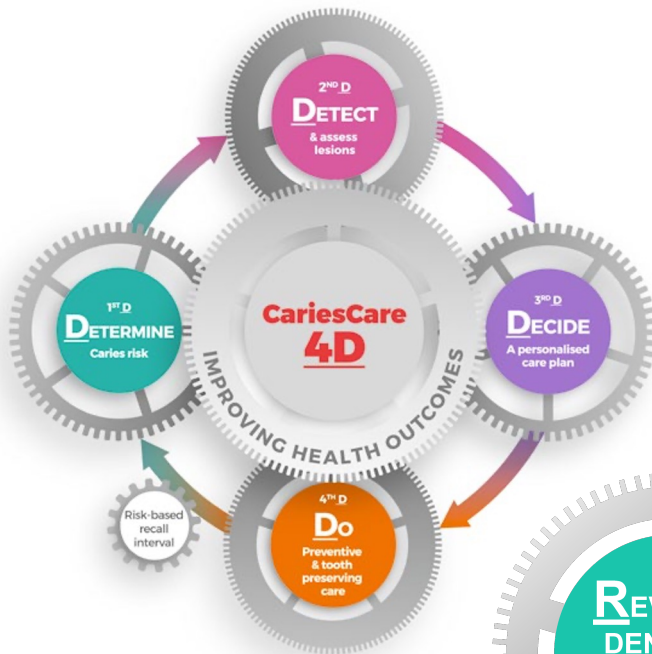 2ND D
DETECT
& assess
lesions
1ST D
DETERMINE
Caries risk
CariesCare
4D
IMPROVING HEALTH OUTCOMES
3RD D
DECIDE
A personalised
care plan
Risk-based
recall
interval
4TH D
Do
Preventive
& tooth
preserving
care